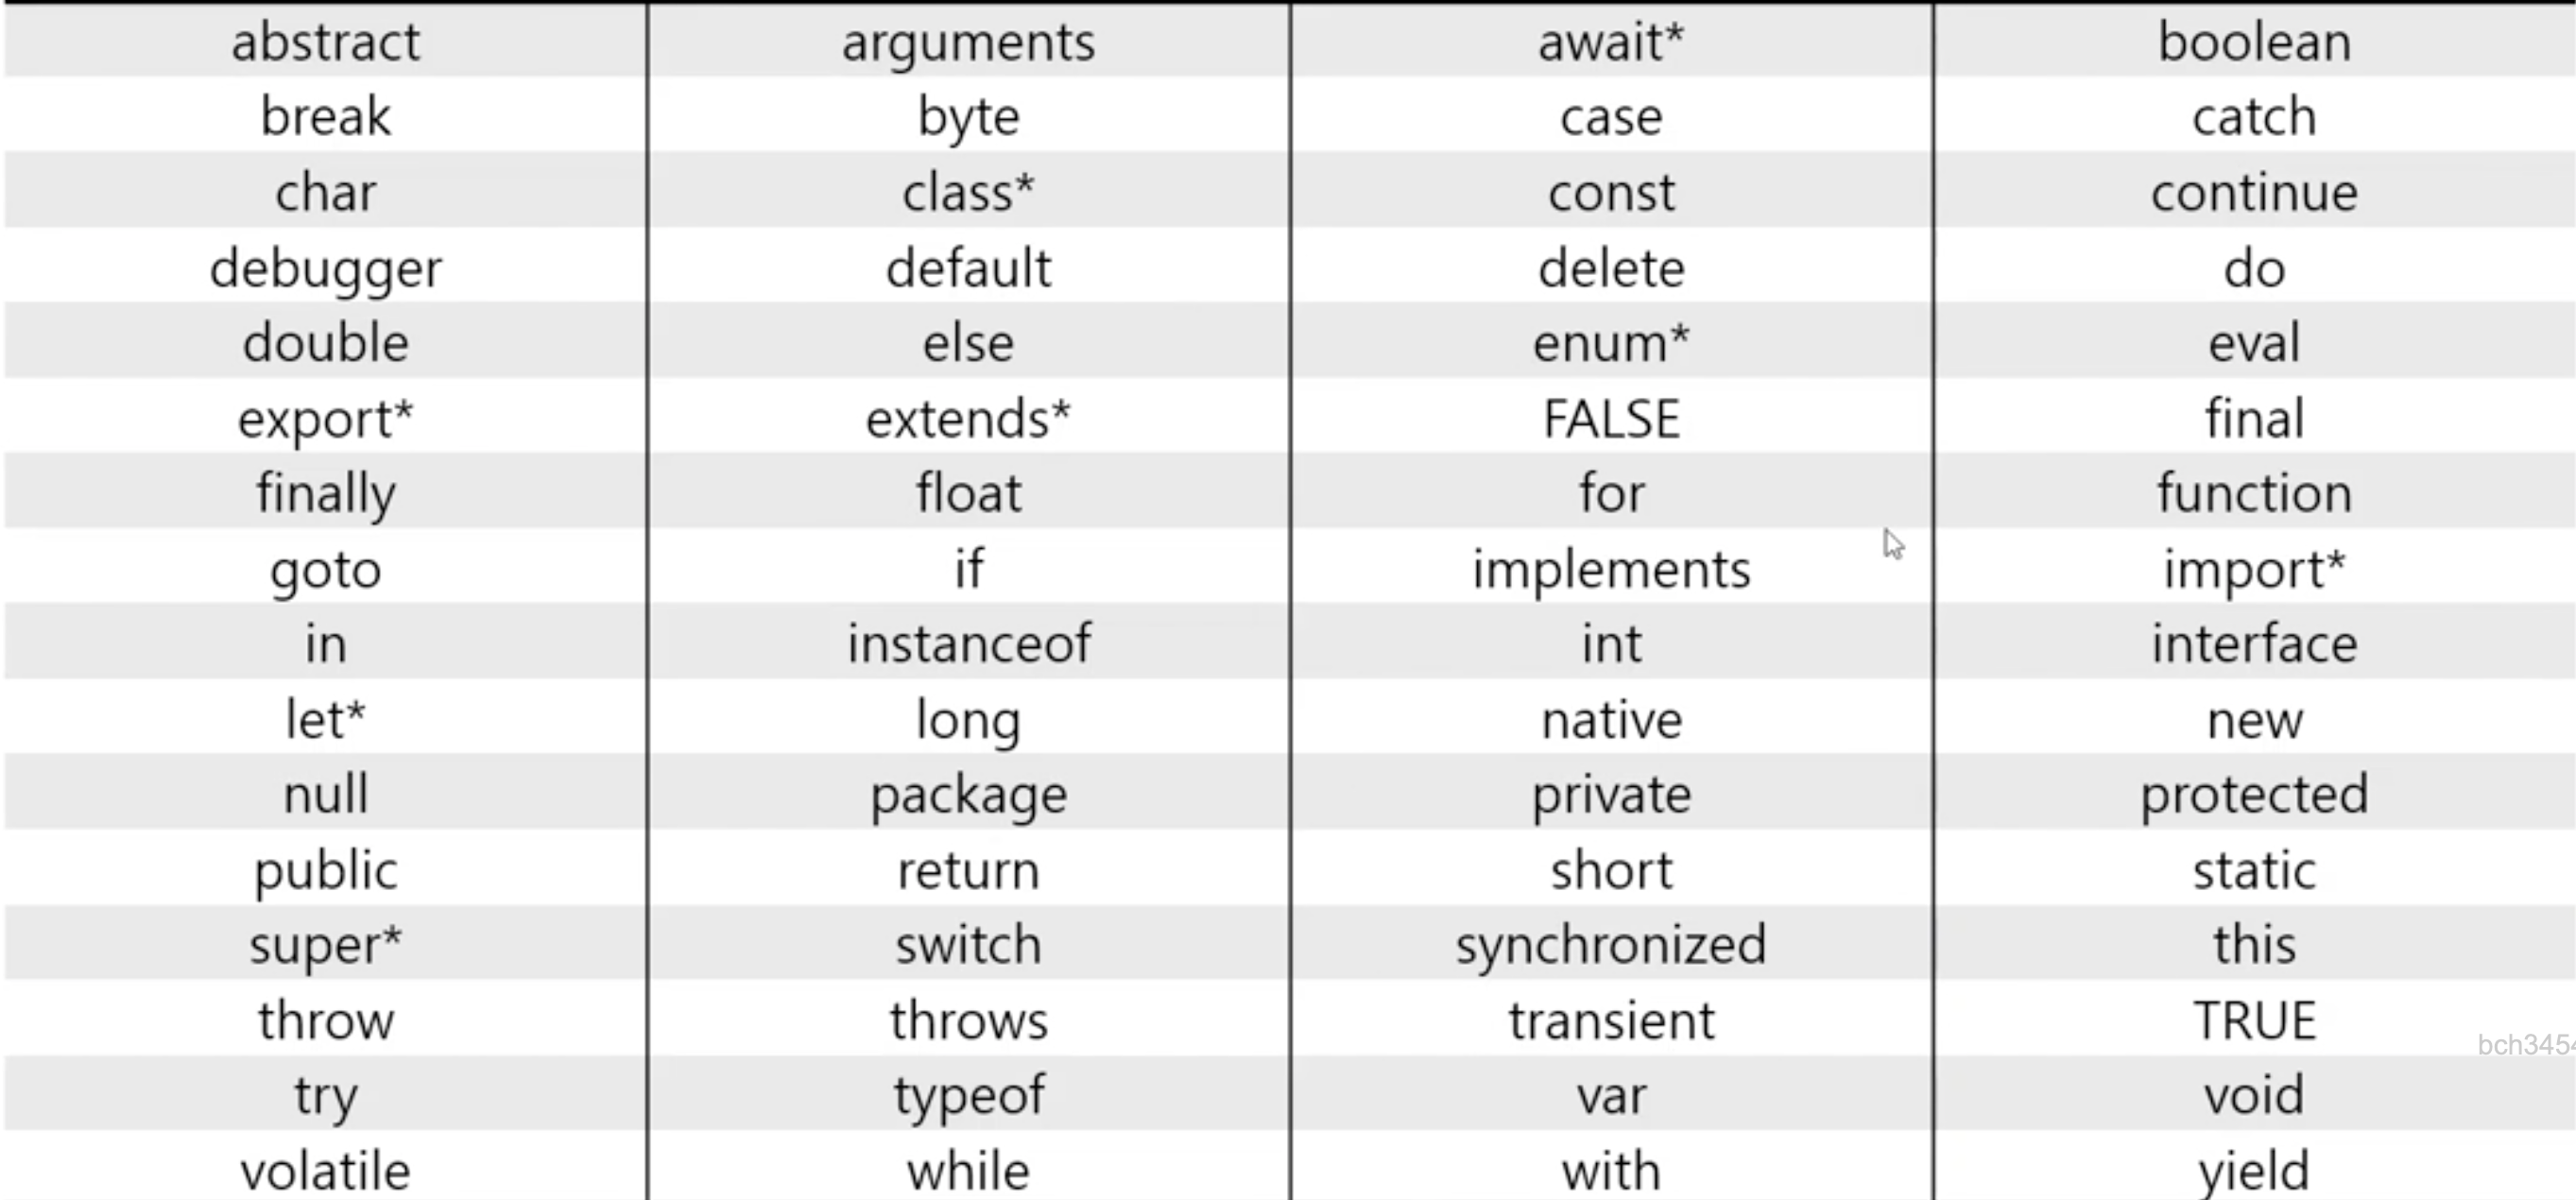 abstract arguments await* boolean
break byte case catch
char class* const continue
debugger default delete do
double else enum* eval
export* extends* FALSE final
finally float for function
goto if implements import*
in instanceof int interface
let* long native new
null package private protected
public return short static
super* switch synchronized this
throw throws transient TRUE
bch3454
try typeof var void
volatile while with yield